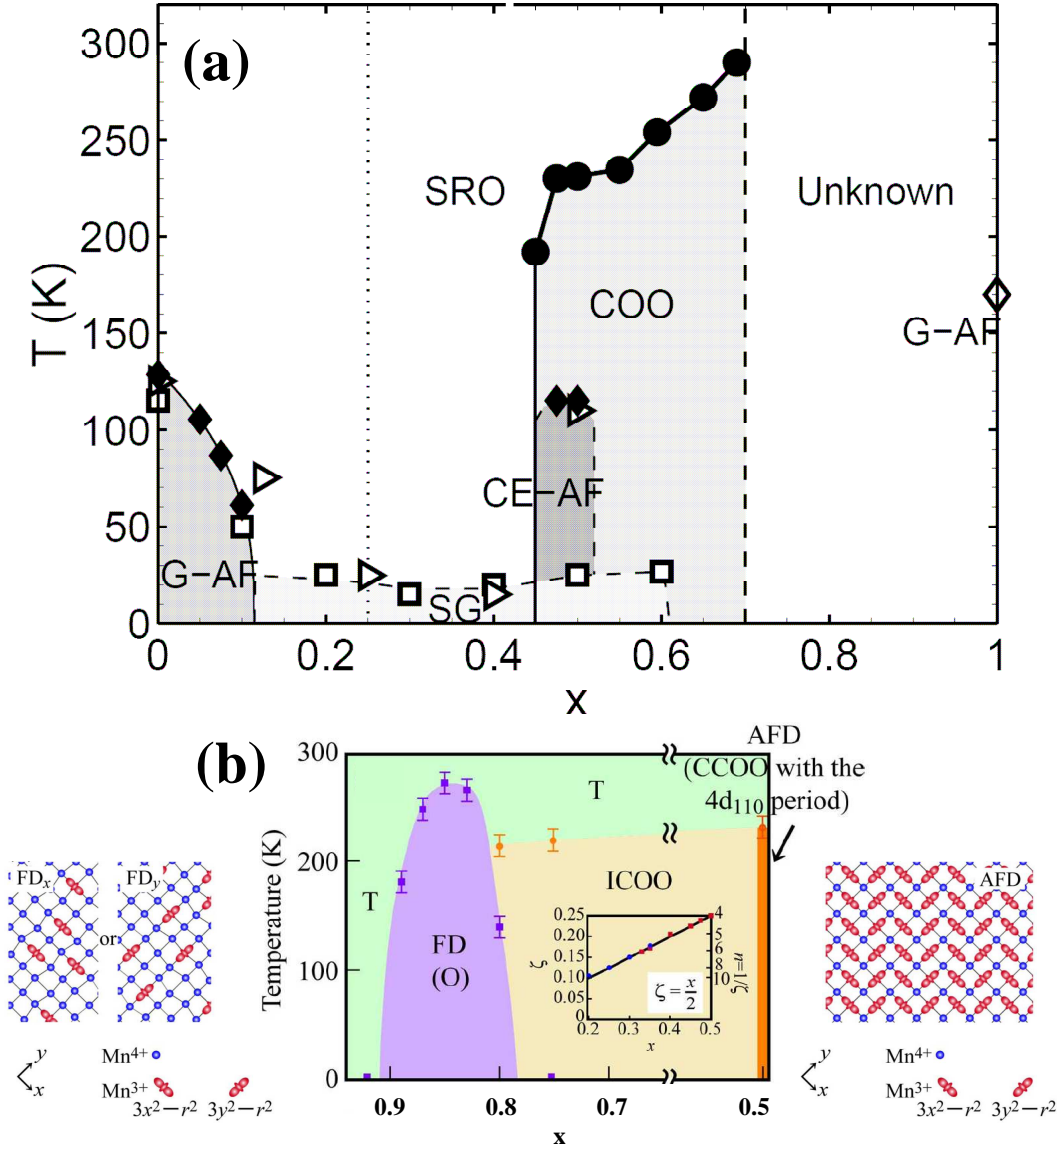 (a)
300
250
200
150
100
50
0
T (K)
SRO
Unknown
COO
G−AF
CE−AF
G−AF
SG
0
0.2
0.4
0.6
0.8
1
x
(b)
300
200
100
0
Temperature (K)
AFD
(CCOO with the
4d110 period)
T
T
ICOO
FD
(O)
0.25
0.20
0.15
0.10
0.05
0
ζ
4
5
6
8
10
n=1/ζ
ζ = x/2
0.2
0.3
0.4
0.5
x
0.9
0.8
0.7
0.5
x
FDx
or
FDy
y
x
Mn4+
Mn3+
3x2−r2 3y2−r2
AFD
y
x
Mn4+
Mn3+
3x2−r2 3y2−r2